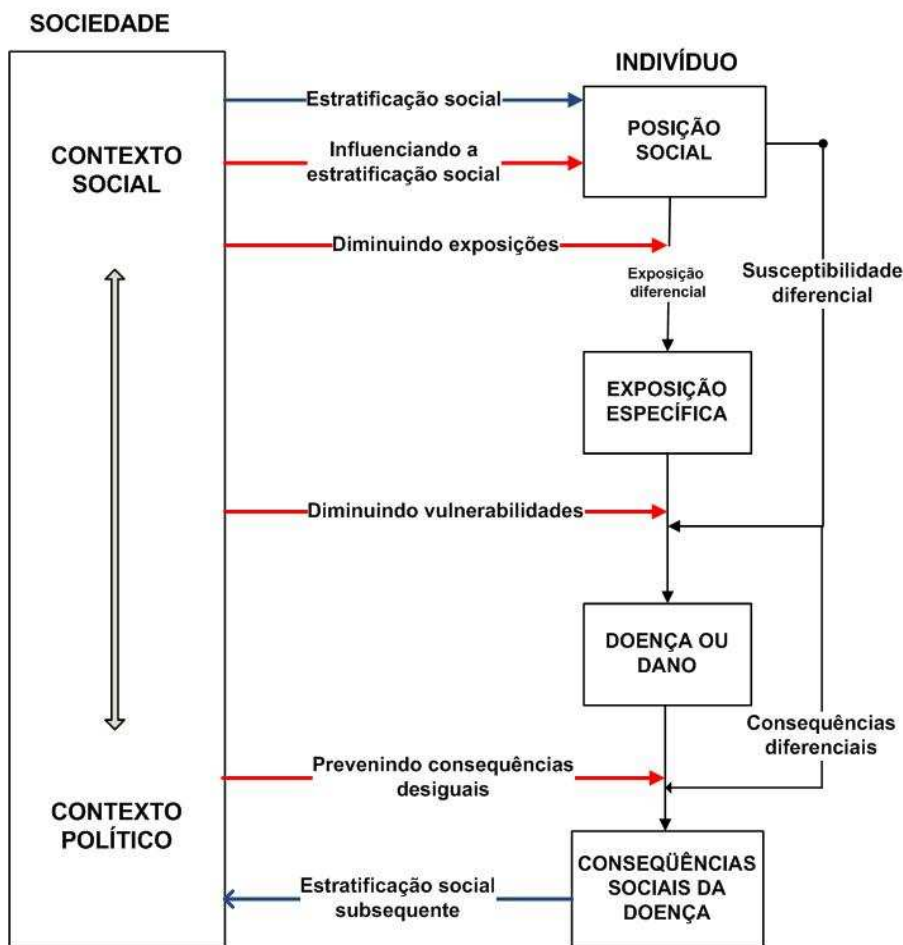 SOCIEDADE
INDIVÍDUO
Estratificação social
POSIÇÃO
SOCIAL
CONTEXTO
SOCIAL
Influenciando a
estratificação social
Diminuindo exposições
Exposição
diferencial
Susceptibilidade
diferencial
EXPOSIÇÃO
ESPECÍFICA
Diminuindo vulnerabilidades
DOENÇA OU
DANO
Consequências
diferenciais
Prevenindo consequências
desiguais
CONTEXTO
POLÍTICO
CONSEQÜÊNCIAS
SOCIAIS DA
DOENÇA
Estratificação social
subsequente